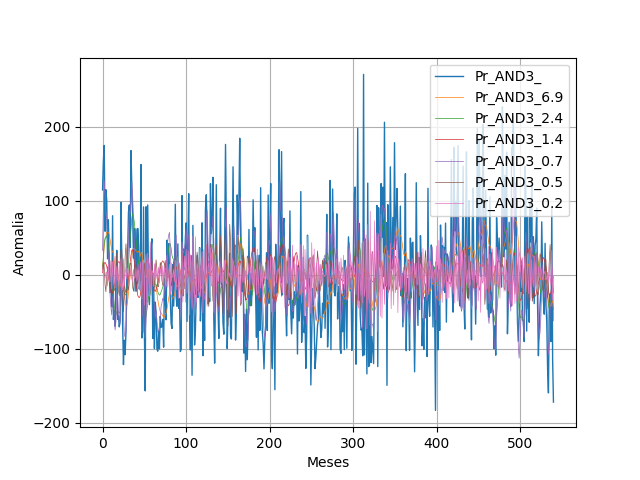 Pr_AND3_
Pr_AND3_6.9
Pr_AND3_2.4
Pr_AND3_1.4
Pr_AND3_0.7
Pr_AND3_0.5
Pr_AND3_0.2
200
100
0
−100
−200
Anomalia
0 100 200 300 400 500
Meses